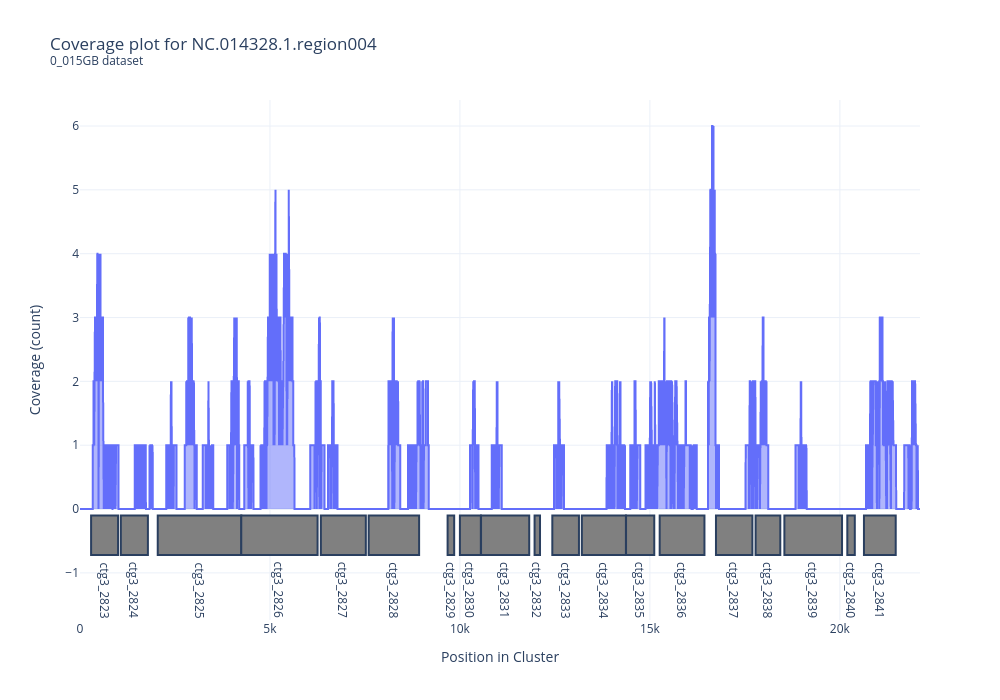 Coverage plot for NC.014328.1.region004
0_015GB dataset
6
5
4
3
2
1
0
−1
Coverage (count)
ctg3_2823
ctg3_2824
ctg3_2825
ctg3_2826
ctg3_2827
ctg3_2828
ctg3_2829
ctg3_2830
ctg3_2831
ctg3_2832
ctg3_2833
ctg3_2834
ctg3_2835
ctg3_2836
ctg3_2837
ctg3_2838
ctg3_2839
ctg3_2840
ctg3_2841
0 5k 10k 15k 20k
Position in Cluster